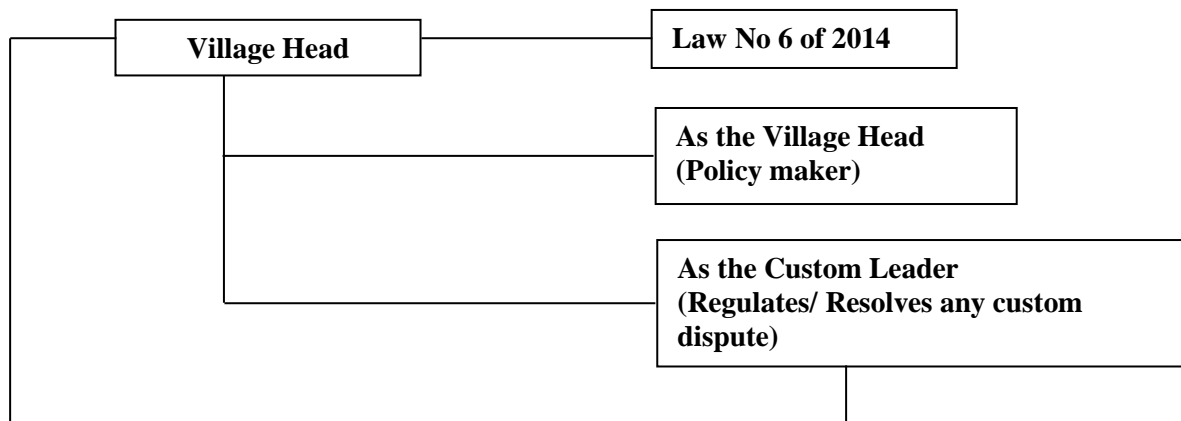 Village Head
Law No 6 of 2014
As the Village Head
(Policy maker)
As the Custom Leader
(Regulates/ Resolves any custom
dispute)